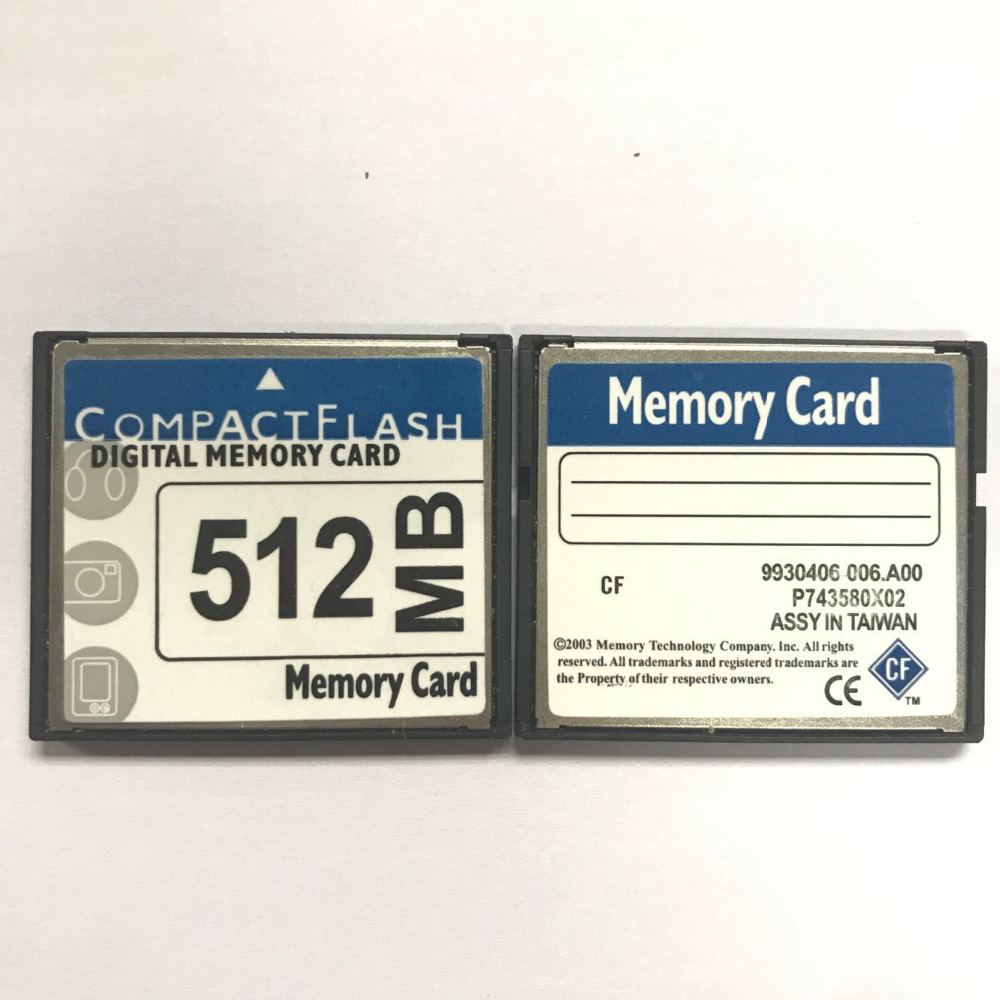 COMPACTFLASH
DIGITAL MEMORY CARD
512
MB
Memory Card
Memory Card
CF
9930406-006.A00
P743580X02
ASSY IN TAIWAN
©2003 Memory Technology Company, Inc. All rights
reserved. All trademarks and registered trademarks are
the Property of their respective owners.
CE
CF
TM